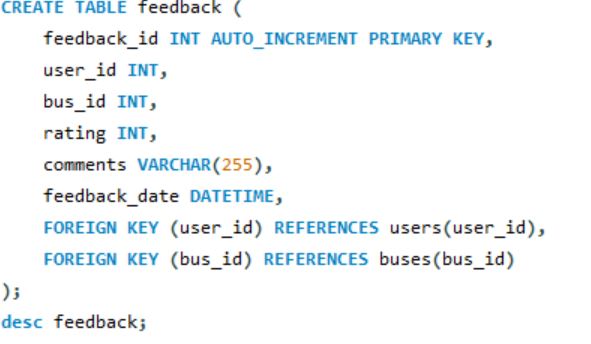 CREATE TABLE feedback (
    feedback_id INT AUTO_INCREMENT PRIMARY KEY,
    user_id INT,
    bus_id INT,
    rating INT,
    comments VARCHAR(255),
    feedback_date DATETIME,
    FOREIGN KEY (user_id) REFERENCES users(user_id),
    FOREIGN KEY (bus_id) REFERENCES buses(bus_id)
);
desc feedback;